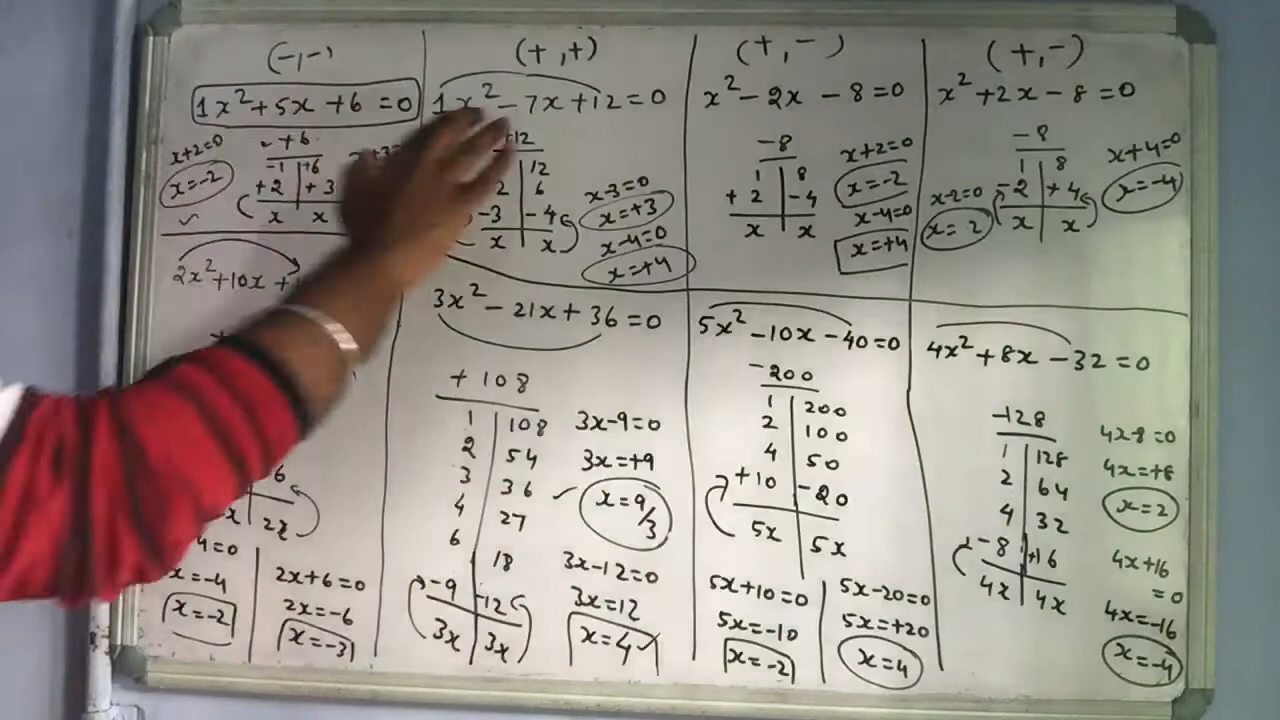 (-,-)
1x²+5x+6=0
x+2=0
x=-2
+6
-1 | +6
+2 | +3
x | x
2x²+10x+
6
2x
4=0
x=-4
x=-2
2x+6=0
2x=-6
x=-3
(+,+)
1x²-7x+12=0
12
12
2 | 6
-3 | -4
x | x
x-3=0
x=+3
x-4=0
x=+4
3x²-21x+36=0
+108
1 | 108
2 | 54
3 | 36
4 | 27
6 | 18
-9 | -12
3x | 3x
3x-9=0
3x=+9
x=9/3
3x-12=0
3x=12
x=4
(+,-)
x²-2x-8=0
-8
1 | 8
+2 | -4
x | x
x+2=0
x=-2
x-4=0
x=+4
5x²-10x-40=0
-200
1 | 200
2 | 100
4 | 50
+10 | -20
5x | 5x
5x+10=0
5x=-10
x=-2
5x-20=0
5x=+20
x=4
(+,-)
x²+2x-8=0
-8
1 | 8
-2 | +4
x | x
x-2=0
x=2
x+4=0
x=-4
4x²+8x-32=0
-128
1 | 128
2 | 64
4 | 32
-8 | +16
4x | 4x
4x-8=0
4x=+8
x=2
4x+16
=0
4x=-16
x=-4